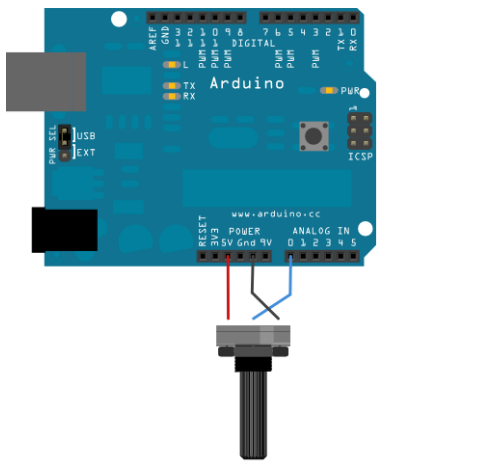 AREF
GND
13
12
11
10
9
8
7
6
5
4
3
2
1
0
DIGITAL
PWM
PWM
PWM
PWM
PWM
PWM
TX
RX
L
TX
RX
Arduino
PWR
1
ICSP
PWR SEL
USB
EXT
www.arduino.cc
POWER
ANALOG IN
RESET
3V3
5V Gnd 9V
0 1 2 3 4 5